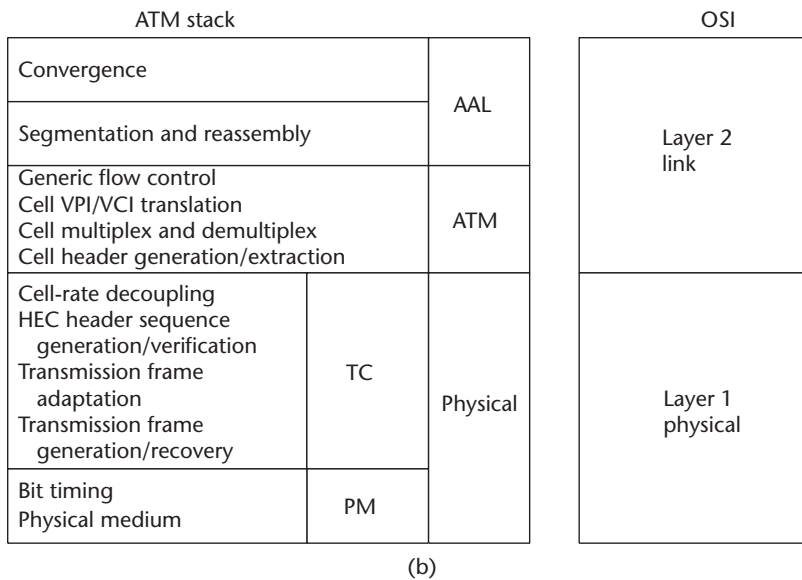 ATM stack
OSI
Convergence
AAL
Segmentation and reassembly
Layer 2
link
Generic flow control
Cell VPI/VCI translation
Cell multiplex and demultiplex
Cell header generation/extraction
ATM
Cell-rate decoupling
HEC header sequence
generation/verification
Transmission frame
adaptation
Transmission frame
generation/recovery
TC
Physical
Layer 1
physical
Bit timing
Physical medium
PM
(b)